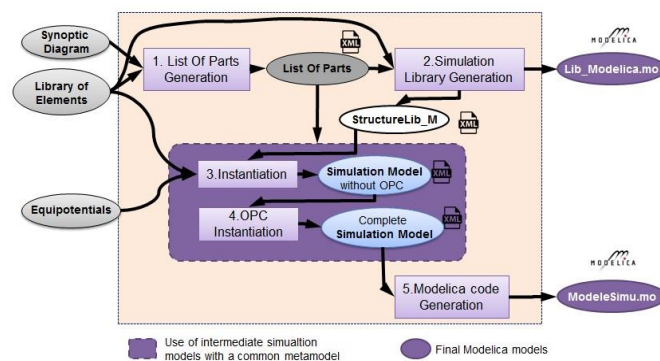 Synoptic
Diagram
Library of
Elements
Equipotentials
1. List Of Parts
Generation
XML
List Of Parts
2.Simulation
Library Generation
MODELICA
Lib_Modelica.mo
StructureLib_M
XML
3.Instantiation
Simulation Model
without OPC
XML
4.OPC
Instantiation
Complete
Simulation Model
XML
5.Modelica code
Generation
MODELICA
ModeleSimu.mo
Use of intermediate simualtion
models with a common metamodel
Final Modelica models